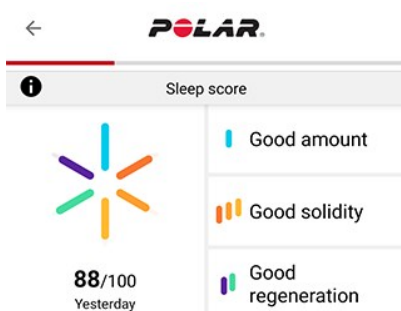 POLAR
Sleep score
Good amount
Good solidity
Good
regeneration
88/100
Yesterday